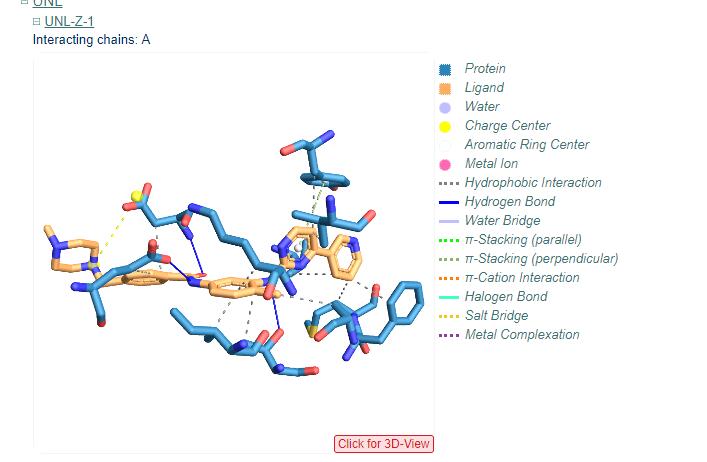 UNL
UNL-Z-1
Interacting chains: A
Protein
Ligand
Water
Charge Center
Aromatic Ring Center
Metal Ion
Hydrophobic Interaction
Hydrogen Bond
Water Bridge
π-Stacking (parallel)
π-Stacking (perpendicular)
π-Cation Interaction
Halogen Bond
Salt Bridge
Metal Complexation
Click for 3D-View